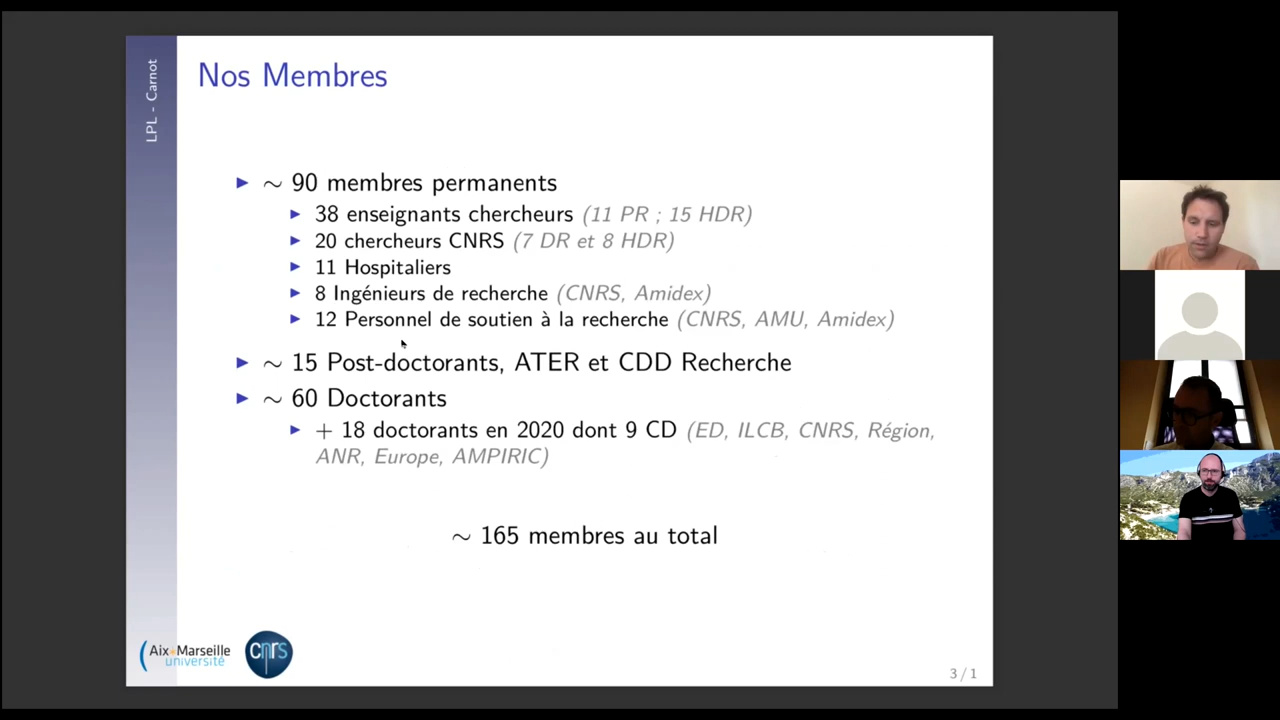 LPL - Carnot
Nos Membres
∼ 90 membres permanents
38 enseignants chercheurs (11 PR ; 15 HDR)
20 chercheurs CNRS (7 DR et 8 HDR)
11 Hospitaliers
8 Ingénieurs de recherche (CNRS, Amidex)
12 Personnel de soutien à la recherche (CNRS, AMU, Amidex)
∼ 15 Post-doctorants, ATER et CDD Recherche
∼ 60 Doctorants
+ 18 doctorants en 2020 dont 9 CD (ED, ILCB, CNRS, Région,
ANR, Europe, AMPIRIC)
∼ 165 membres au total
Aix*Marseille
université
cnrs
3 / 1